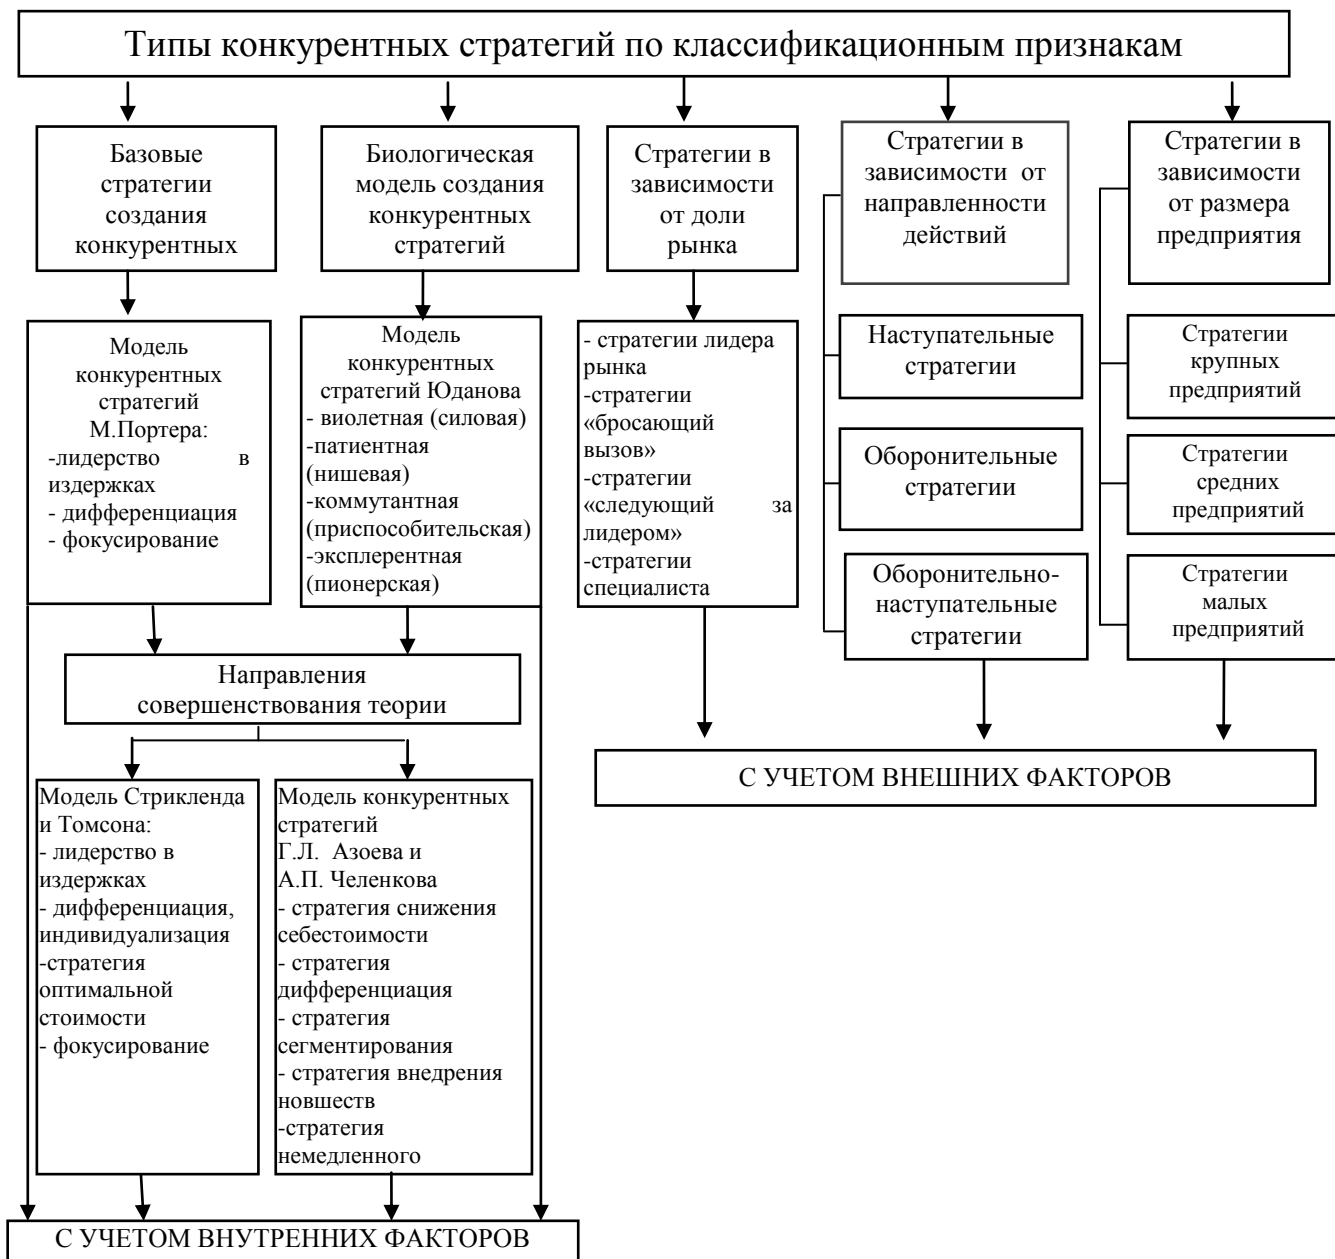 Типы конкурентных стратегий по классификационным признакам
Базовые
стратегии
создания
конкурентных
Биологическая
модель создания
конкурентных
стратегий
Стратегии в
зависимости
от доли
рынка
Стратегии в
зависимости от
направленности
действий
Стратегии в
зависимости
от размера
предприятия
Модель
конкурентных
стратегий
М.Портера:
-лидерство в
издержках
- дифференциация
- фокусирование
Модель
конкурентных
стратегий Юданова
- виолетная (силовая)
-патиентная
(нишевая)
-коммутантная
(приспособительская)
-эксплерентная
(пионерская)
- стратегии лидера
рынка
-стратегии
«бросающий
вызов»
-стратегии
«следующий за
лидером»
-стратегии
специалиста
Наступательные
стратегии
Оборонительные
стратегии
Оборонительно-
наступательные
стратегии
Стратегии
крупных
предприятий
Стратегии
средних
предприятий
Стратегии
малых
предприятий
Направления
совершенствования теории
С УЧЕТОМ ВНЕШНИХ ФАКТОРОВ
Модель Стрикленда
и Томсона:
- лидерство в
издержках
- дифференциация,
индивидуализация
-стратегия
оптимальной
стоимости
- фокусирование
Модель конкурентных
стратегий
Г.Л. Азоева и
А.П. Челенкова
- стратегия снижения
себестоимости
- стратегия
дифференциация
- стратегия
сегментирования
- стратегия внедрения
новшеств
-стратегия
немедленного
С УЧЕТОМ ВНУТРЕННИХ ФАКТОРОВ